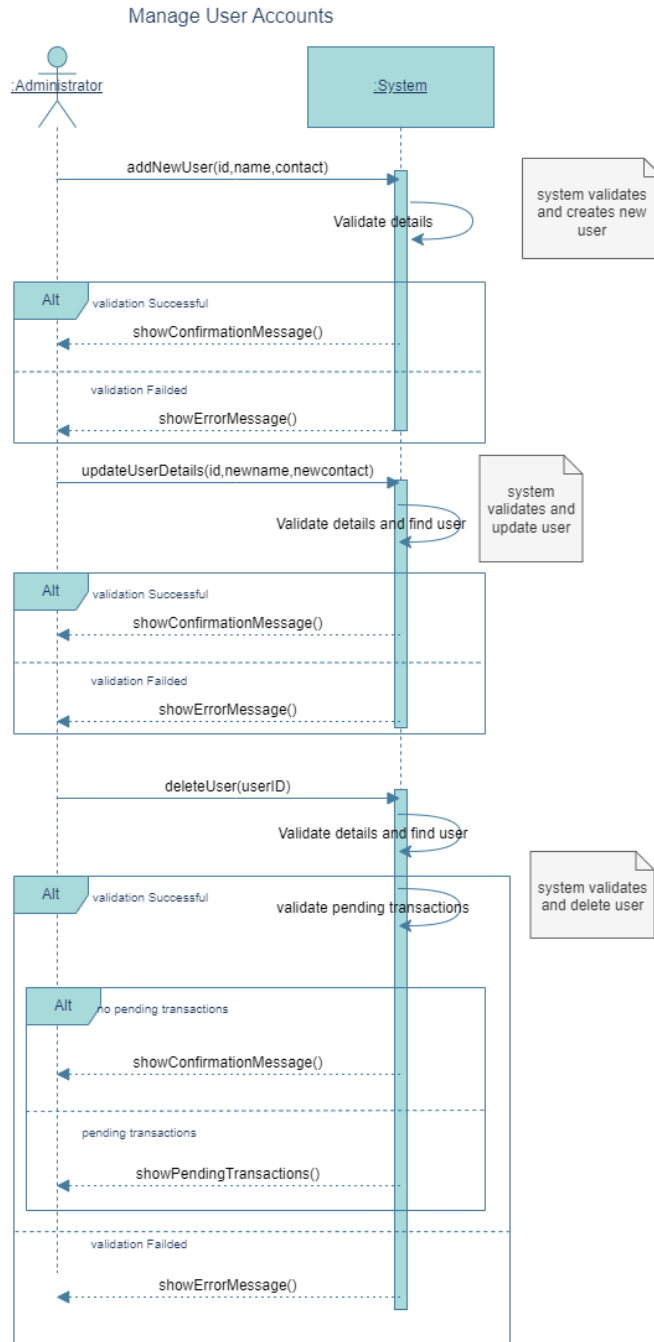 Manage User Accounts
:Administrator
:System
addNewUser(id,name,contact)
system validates
and creates new
user
Validate details
Alt
validation Successful
showConfirmationMessage()
validation Failded
showErrorMessage()
updateUserDetails(id,newname,newcontact)
system
validates and
update user
Validate details and find user
Alt
validation Successful
showConfirmationMessage()
validation Failded
showErrorMessage()
deleteUser(userID)
Validate details and find user
system validates
and delete user
Alt
validation Successful
validate pending transactions
Alt
no pending transactions
showConfirmationMessage()
pending transactions
showPendingTransactions()
validation Failded
showErrorMessage()